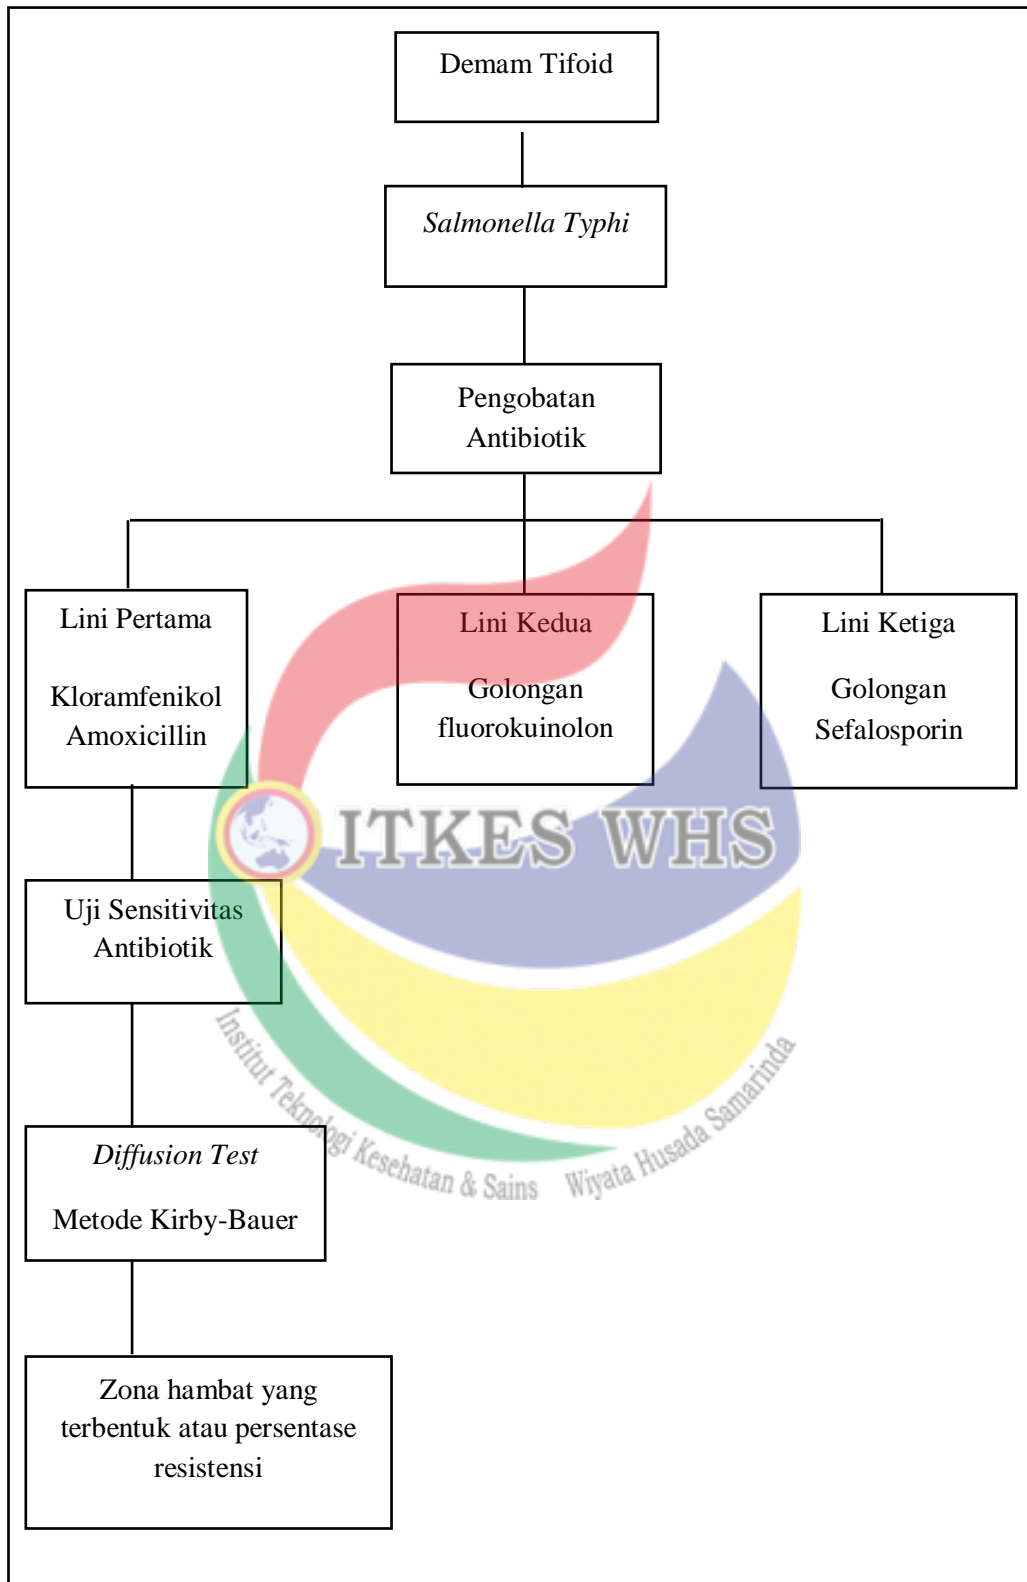 Demam Tifoid
Salmonella Typhi
Pengobatan
Antibiotik
Lini Pertama
Kloramfenikol
Amoxicillin
Lini Kedua
Golongan
fluorokuinolon
Lini Ketiga
Golongan
Sefalosporin
ITKES WHS
Uji Sensitivitas
Antibiotik
Institut Teknologi Kesehatan & Sains Wiyata Husada Samarinda
Diffusion Test
Metode Kirby-Bauer
Zona hambat yang
terbentuk atau persentase
resistensi